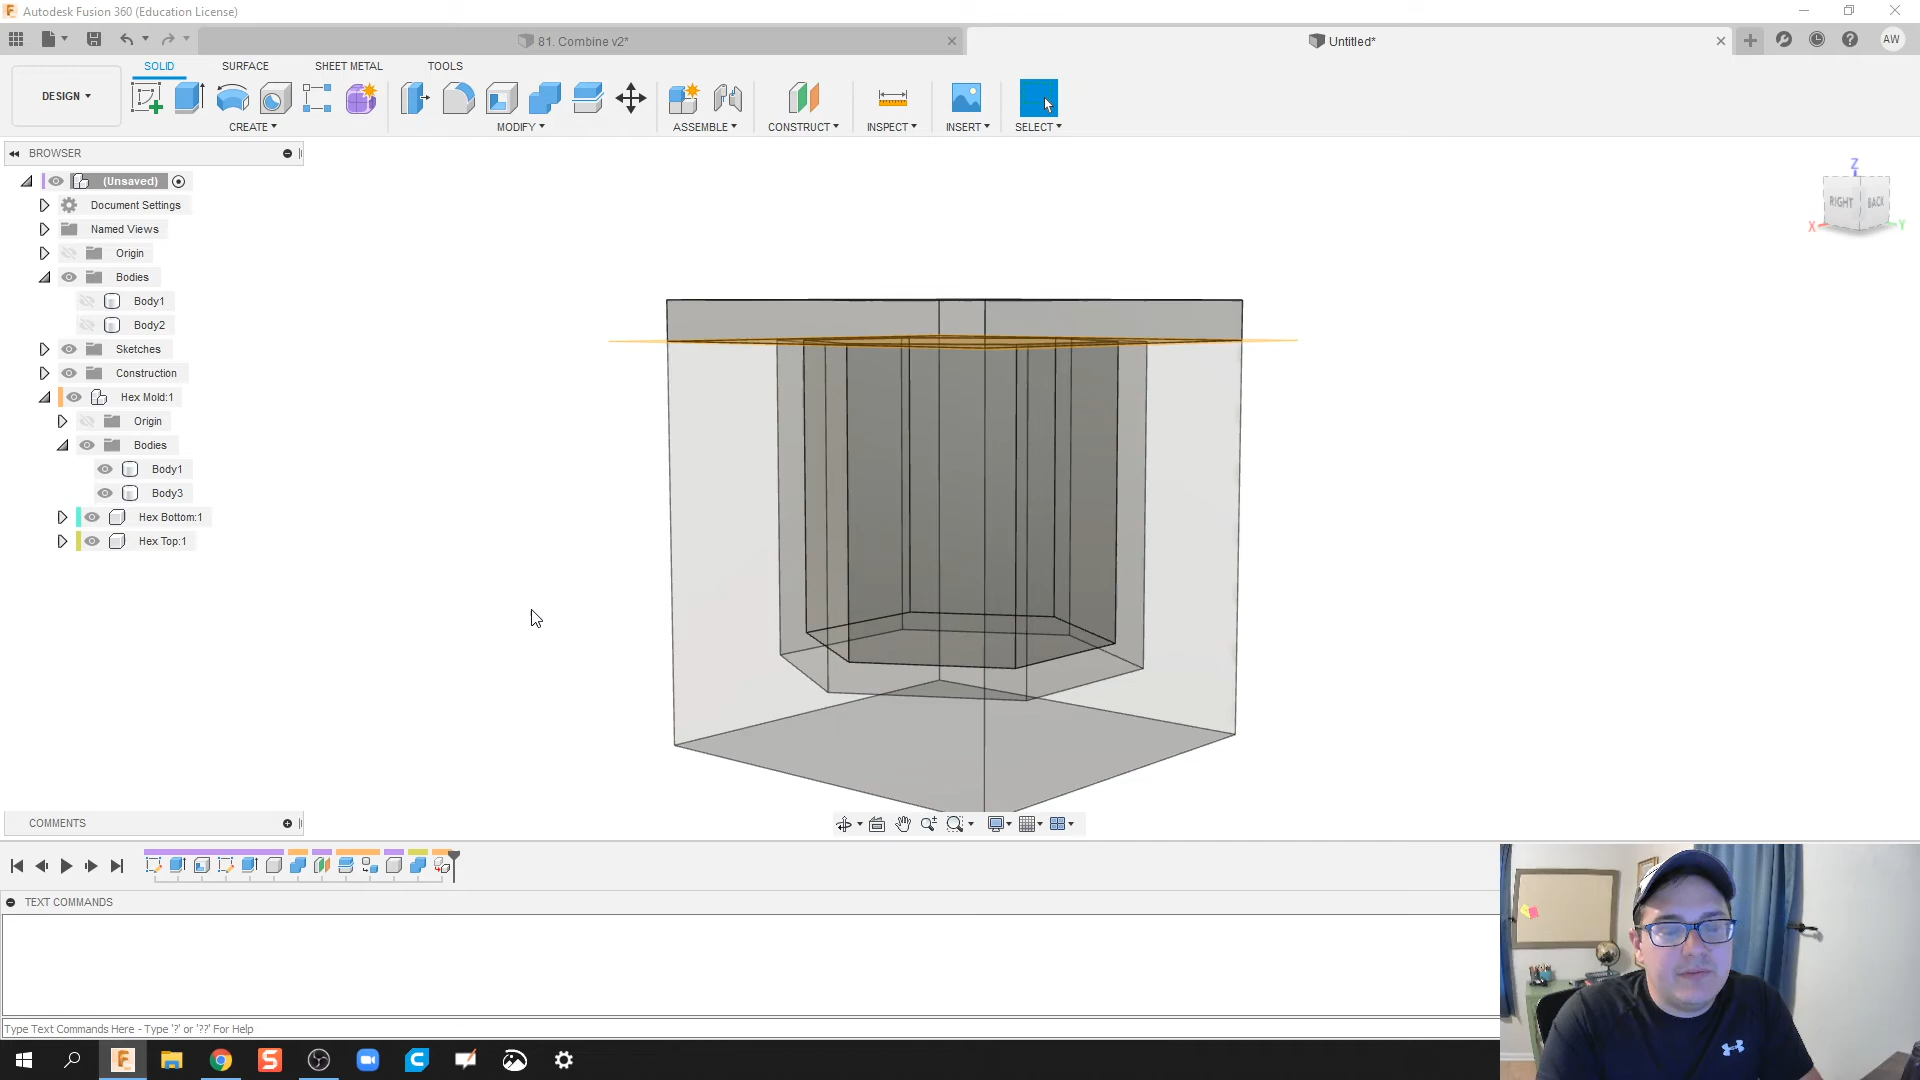 Autodesk Fusion 360 (Education License)
81. Combine v2*
Untitled*
AW
DESIGN
SOLID
SURFACE
SHEET METAL
TOOLS
CREATE
MODIFY
ASSEMBLE
CONSTRUCT
INSPECT
INSERT
SELECT
BROWSER
(Unsaved)
Document Settings
Named Views
Origin
Bodies
Body1
Body2
Sketches
Construction
Hex Mold:1
Origin
Bodies
Body1
Body3
Hex Bottom:1
Hex Top:1
Z
RIGHT
BACK
X
Y
COMMENTS
TEXT COMMANDS
Type Text Commands Here - Type '?' or '??' For Help